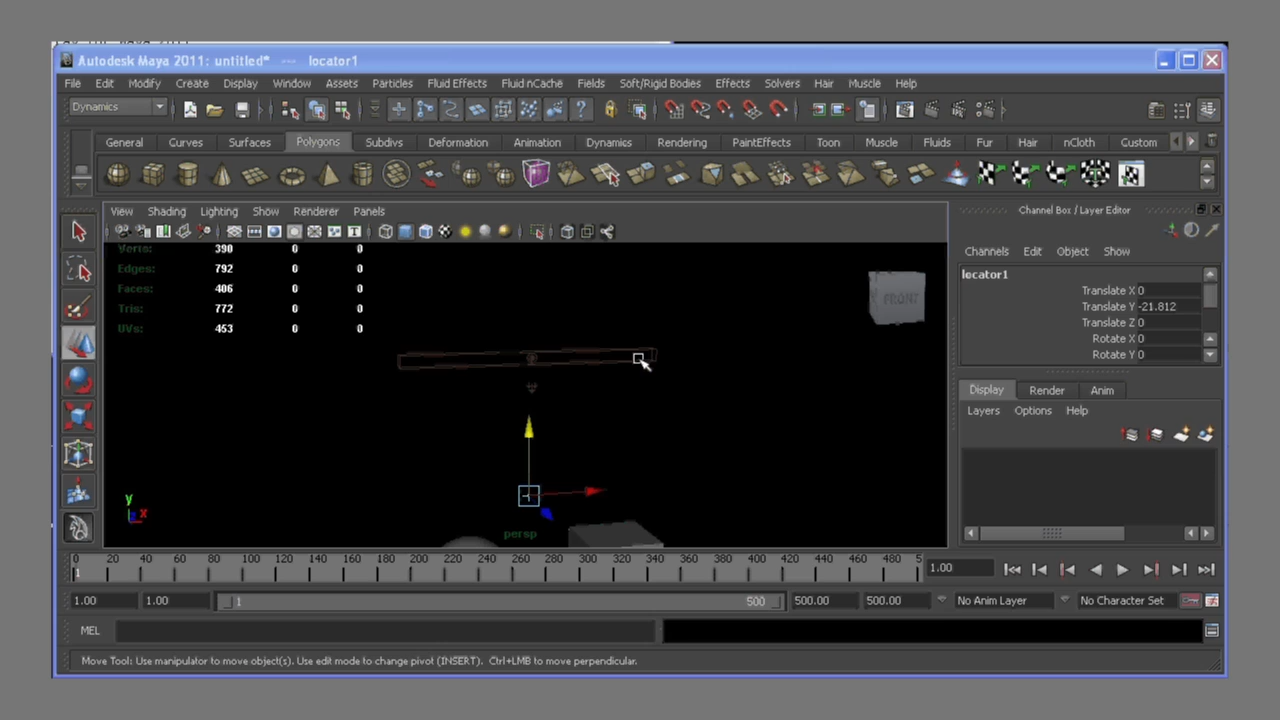 Autodesk Maya 2011: untitled* --- locator1
File Edit Modify Create Display Window Assets Particles Fluid Effects Fluid nCache Fields Soft/Rigid Bodies Effects Solvers Hair Muscle Help
Dynamics
General Curves Surfaces Polygons Subdivs Deformation Animation Dynamics Rendering PaintEffects Toon Muscle Fluids Fur Hair nCloth Custom
View Shading Lighting Show Renderer Panels
Channel Box / Layer Editor
Channels Edit Object Show
Verts: 390 0 0
Edges: 792 0 0
Faces: 406 0 0
Tris: 772 0 0
UVs: 453 0 0
FRONT
locator1
Translate X 0
Translate Y -21.812
Translate Z 0
Rotate X 0
Rotate Y 0
Display Render Anim
Layers Options Help
y
z x
persp
0 20 40 60 80 100 120 140 160 180 200 220 240 260 280 300 320 340 360 380 400 420 440 460 480 5
1
1.00
1.00 1.00 1 500 500.00 500.00 No Anim Layer No Character Set
MEL
Move Tool: Use manipulator to move object(s). Use edit mode to change pivot (INSERT). Ctrl+LMB to move perpendicular.